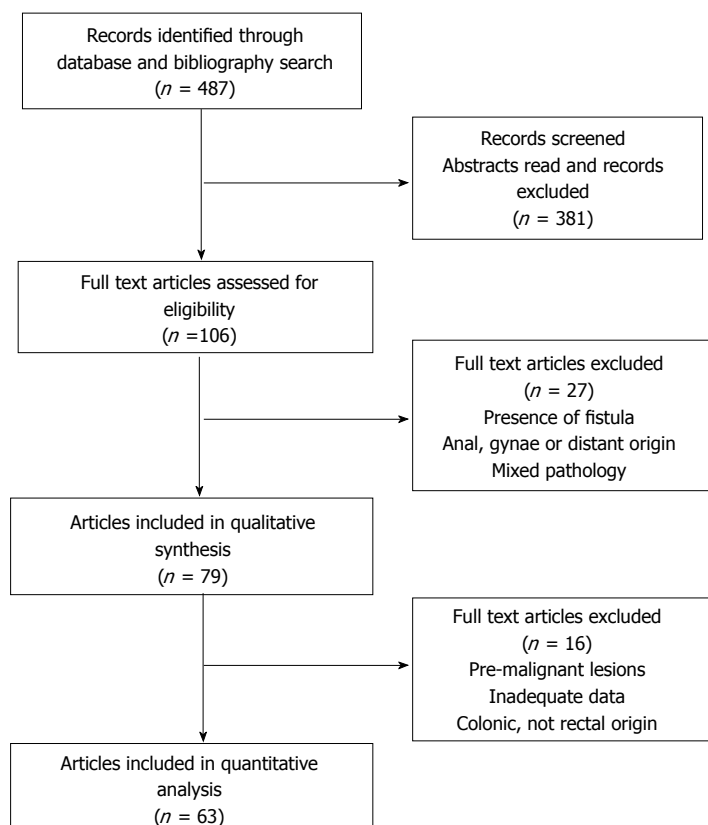 Records identified through
database and bibliography search
(n = 487)
Records screened
Abstracts read and records
excluded
(n = 381)
Full text articles assessed for
eligibility
(n =106)
Full text articles excluded
(n = 27)
Presence of fistula
Anal, gynae or distant origin
Mixed pathology
Articles included in qualitative
synthesis
(n = 79)
Full text articles excluded
(n = 16)
Pre-malignant lesions
Inadequate data
Colonic, not rectal origin
Articles included in quantitative
analysis
(n = 63)